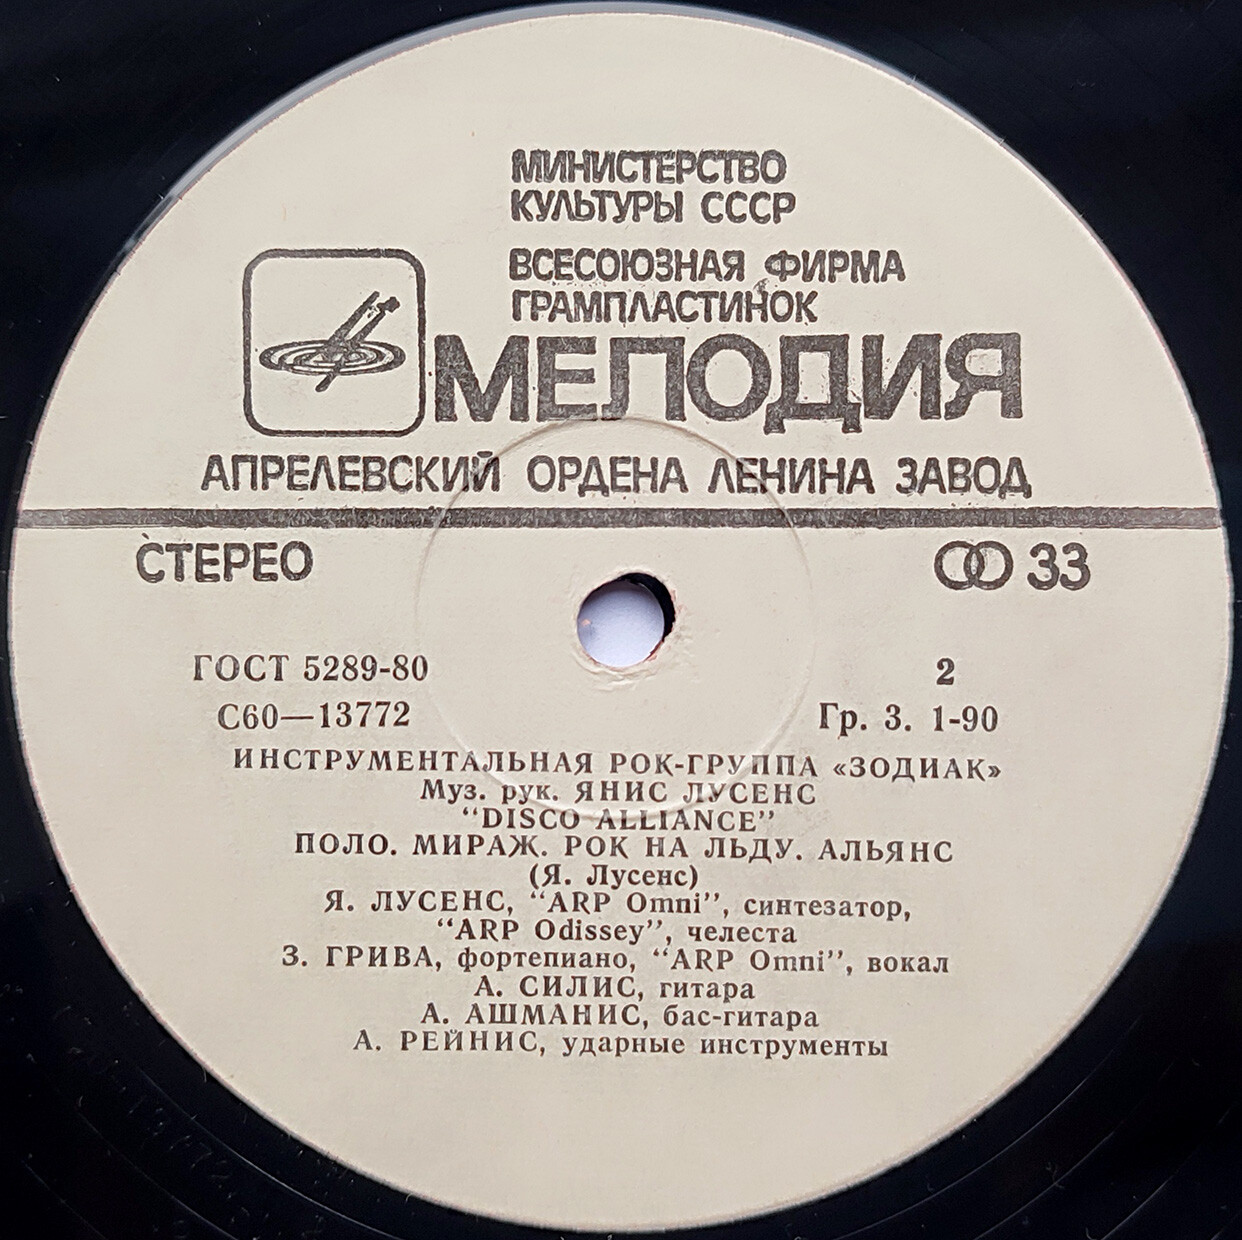 МИНИСТЕРСТВО
КУЛЬТУРЫ СССР
ВСЕСОЮЗНАЯ ФИРМА
ГРАМПЛАСТИНОК
МЕЛОДИЯ
АПРЕЛЕВСКИЙ ОРДЕНА ЛЕНИНА ЗАВОД
СТЕРЕО 33
ГОСТ 5289-80 2
С60—13772 Гр. 3. 1-90
ИНСТРУМЕНТАЛЬНАЯ РОК-ГРУППА «ЗОДИАК»
Муз. рук. ЯНИС ЛУСЕНС
“DISCO ALLIANCE”
ПОЛО. МИРАЖ. РОК НА ЛЬДУ. АЛЬЯНС
(Я. Лусенс)
Я. ЛУСЕНС, “ARP Omni”, синтезатор,
“ARP Odissey”, челеста
З. ГРИВА, фортепиано, “ARP Omni”, вокал
А. СИЛИС, гитара
А. АШМАНИС, бас-гитара
А. РЕЙНИС, ударные инструменты